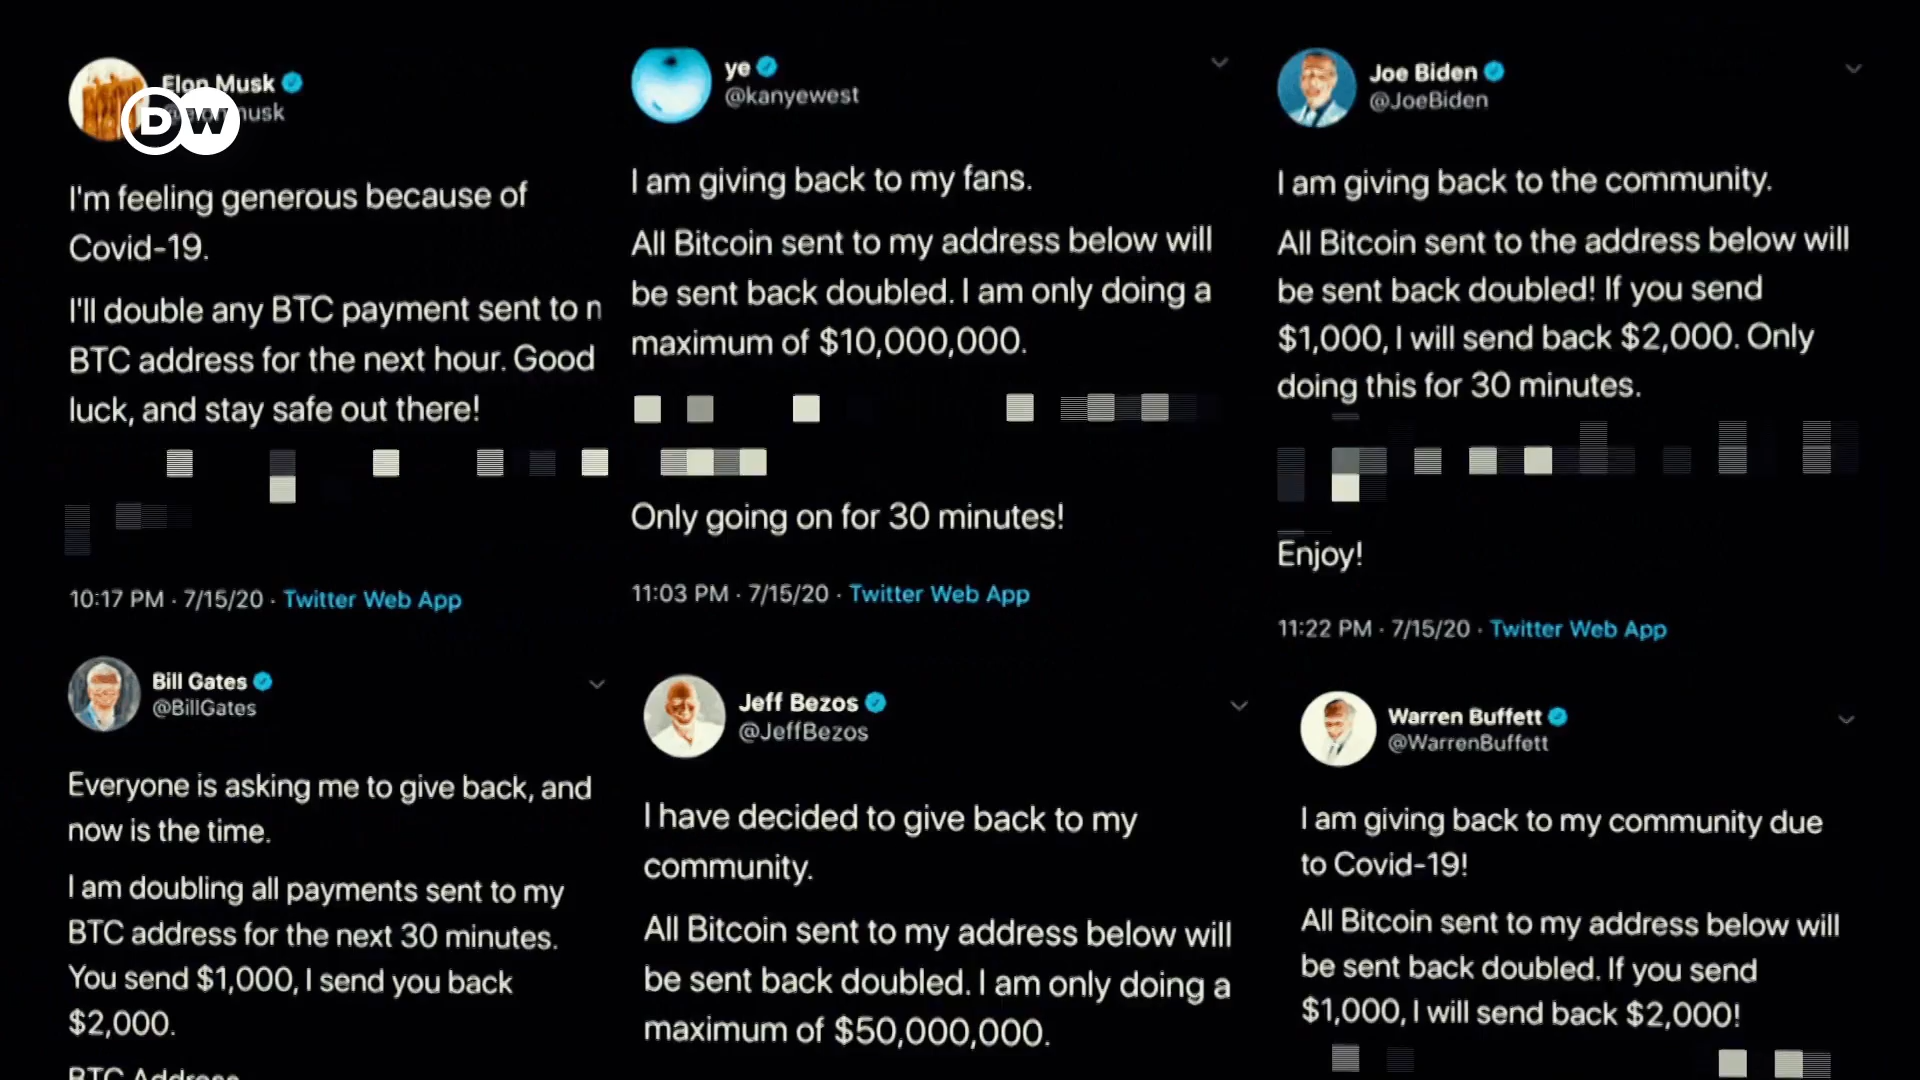 Elon Musk
DW
I'm feeling generous because of
Covid-19.
I'll double any BTC payment sent to
BTC address for the next hour. Good
luck, and stay safe out there!
10:17 PM · 7/15/20 · Twitter Web App
ye
@kanyewest
I am giving back to my fans.
All Bitcoin sent to my address below will
be sent back doubled. I am only doing a
maximum of $10,000,000.
Only going on for 30 minutes!
11:03 PM · 7/15/20 · Twitter Web App
Joe Biden
@JoeBiden
I am giving back to the community.
All Bitcoin sent to the address below will
be sent back doubled! If you send
$1,000, I will send back $2,000. Only
doing this for 30 minutes.
Enjoy!
11:22 PM · 7/15/20 · Twitter Web App
Bill Gates
@BillGates
Everyone is asking me to give back, and
now is the time.
I am doubling all payments sent to my
BTC address for the next 30 minutes.
You send $1,000, I send you back
$2,000.
BTC Address
Jeff Bezos
@JeffBezos
I have decided to give back to my
community.
All Bitcoin sent to my address below will
be sent back doubled. I am only doing a
maximum of $50,000,000.
Warren Buffett
@WarrenBuffett
I am giving back to my community due
to Covid-19!
All Bitcoin sent to my address below will
be sent back doubled. If you send
$1,000, I will send back $2,000!